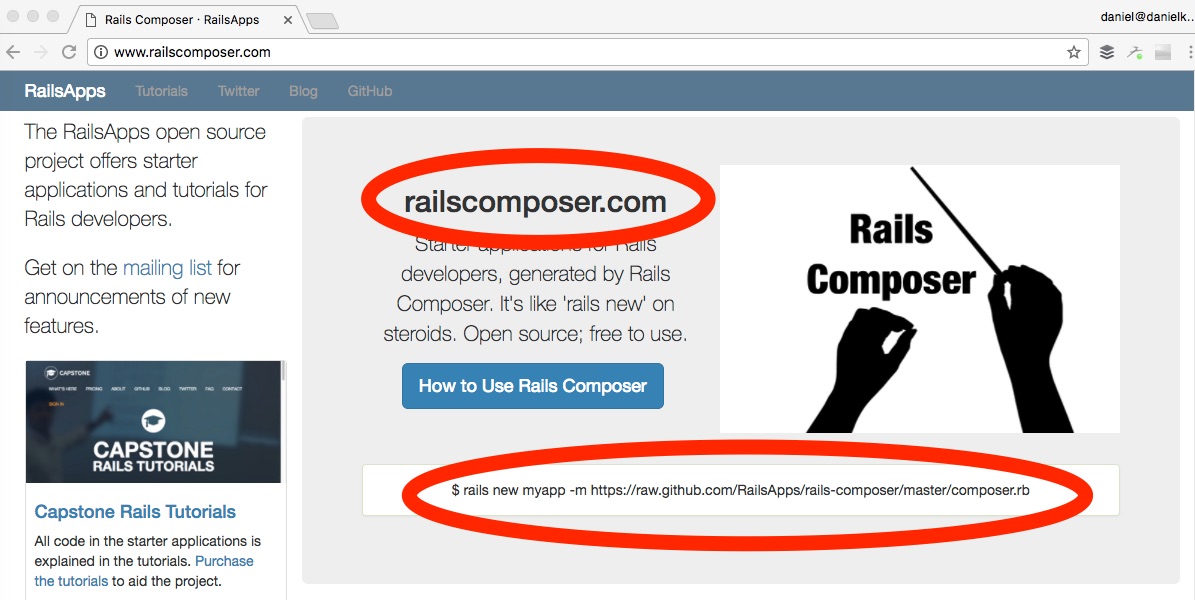 Rails Composer · RailsApps
daniel@danielk..
www.railscomposer.com
RailsApps Tutorials Twitter Blog GitHub
The RailsApps open source
project offers starter
applications and tutorials for
Rails developers.
Get on the mailing list for
announcements of new
features.
CAPSTONE
WHAT'S HERE PRICING ABOUT GITHUB BLOG TWITTER FAQ CONTACT
SIGN IN
CAPSTONE
RAILS TUTORIALS
Capstone Rails Tutorials
All code in the starter applications is
explained in the tutorials. Purchase
the tutorials to aid the project.
railscomposer.com
Starter applications for Rails
developers, generated by Rails
Composer. It's like 'rails new' on
steroids. Open source; free to use.
How to Use Rails Composer
Rails
Composer
$ rails new myapp -m https://raw.github.com/RailsApps/rails-composer/master/composer.rb